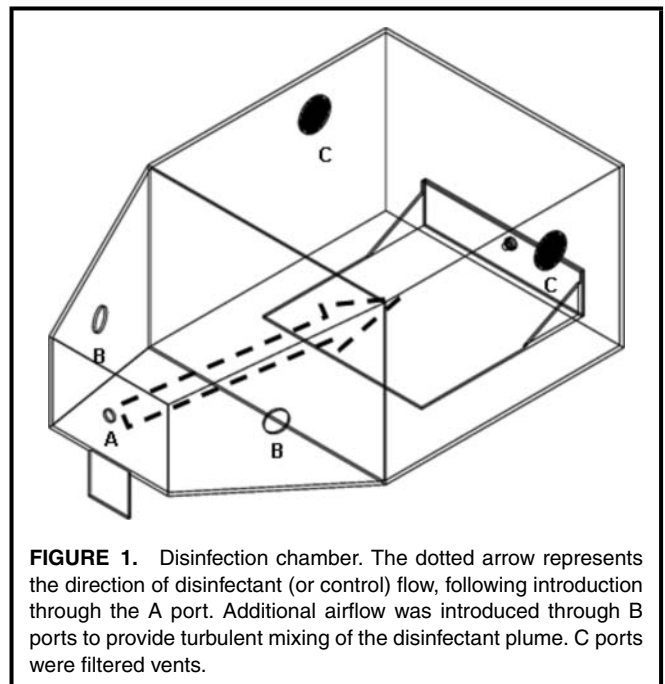 C
C
B
A
B
FIGURE 1. Disinfection chamber. The dotted arrow represents
the direction of disinfectant (or control) flow, following introduction
through the A port. Additional airflow was introduced through B
ports to provide turbulent mixing of the disinfectant plume. C ports
were filtered vents.